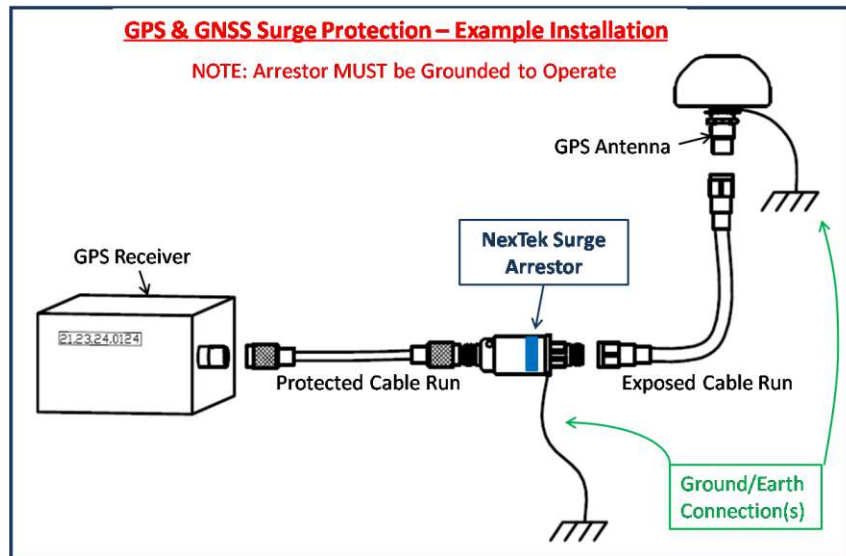 GPS & GNSS Surge Protection – Example Installation
NOTE: Arrestor MUST be Grounded to Operate
GPS Antenna
NexTek Surge
Arrestor
GPS Receiver
21.23.24.0124
Protected Cable Run
Exposed Cable Run
Ground/Earth
Connection(s)